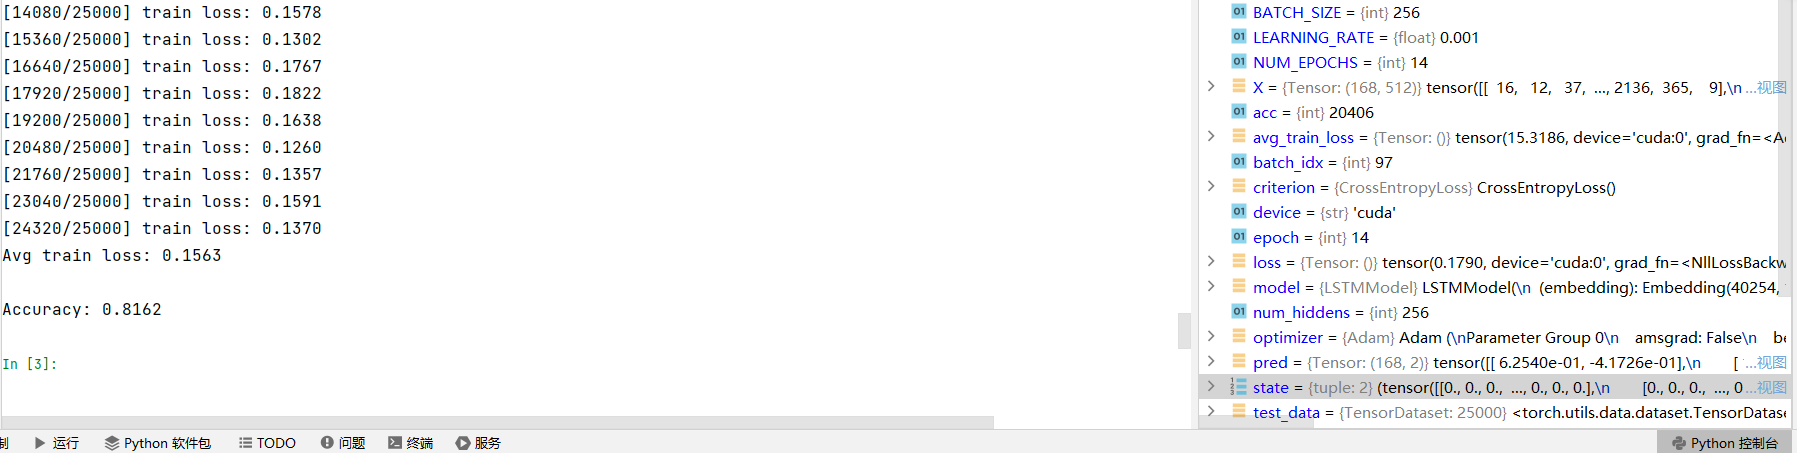 [14080/25000] train loss: 0.1578
[15360/25000] train loss: 0.1302
[16640/25000] train loss: 0.1767
[17920/25000] train loss: 0.1822
[19200/25000] train loss: 0.1638
[20480/25000] train loss: 0.1260
[21760/25000] train loss: 0.1357
[23040/25000] train loss: 0.1591
[24320/25000] train loss: 0.1370
Avg train loss: 0.1563
Accuracy: 0.8162
In [3]:
BATCH_SIZE = {int} 256
LEARNING_RATE = {float} 0.001
NUM_EPOCHS = {int} 14
X = {Tensor: (168, 512)} tensor([[ 16, 12, 37, ..., 2136, 365, 9],\n ...视图
acc = {int} 20406
avg_train_loss = {Tensor: ()} tensor(15.3186, device='cuda:0', grad_fn=<A
batch_idx = {int} 97
criterion = {CrossEntropyLoss} CrossEntropyLoss()
device = {str} 'cuda'
epoch = {int} 14
loss = {Tensor: ()} tensor(0.1790, device='cuda:0', grad_fn=<NllLossBackw
model = {LSTMModel} LSTMModel(\n (embedding): Embedding(40254,
num_hiddens = {int} 256
optimizer = {Adam} Adam (\nParameter Group 0\n amsgrad: False\n be
pred = {Tensor: (168, 2)} tensor([[ 6.2540e-01, -4.1726e-01],\n [ ...视图
state = {tuple: 2} (tensor([[0., 0., 0., ..., 0., 0., 0.],\n [0., 0., 0., ..., 0 ...视图
test_data = {TensorDataset: 25000} <torch.utils.data.dataset.TensorDatase
制 运行 Python 软件包 TODO 问题 终端 服务 Python 控制台